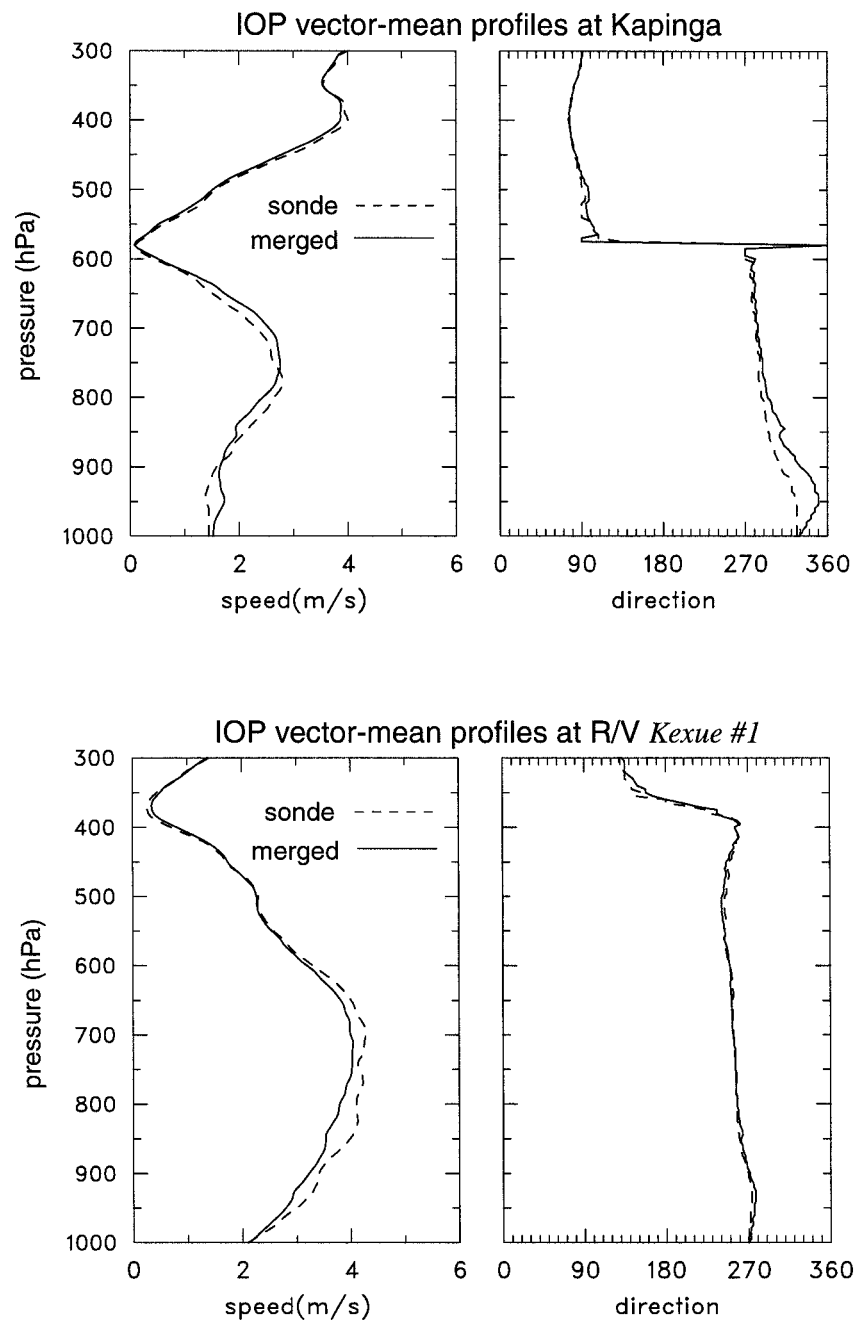 IOP vector-mean profiles at Kapinga
300
400
500
600
700
800
900
1000
pressure (hPa)
sonde
merged
0 2 4 6
speed(m/s)
0 90 180 270 360
direction
IOP vector-mean profiles at R/V Kexue #1
300
400
500
600
700
800
900
1000
pressure (hPa)
sonde
merged
0 2 4 6
speed(m/s)
0 90 180 270 360
direction